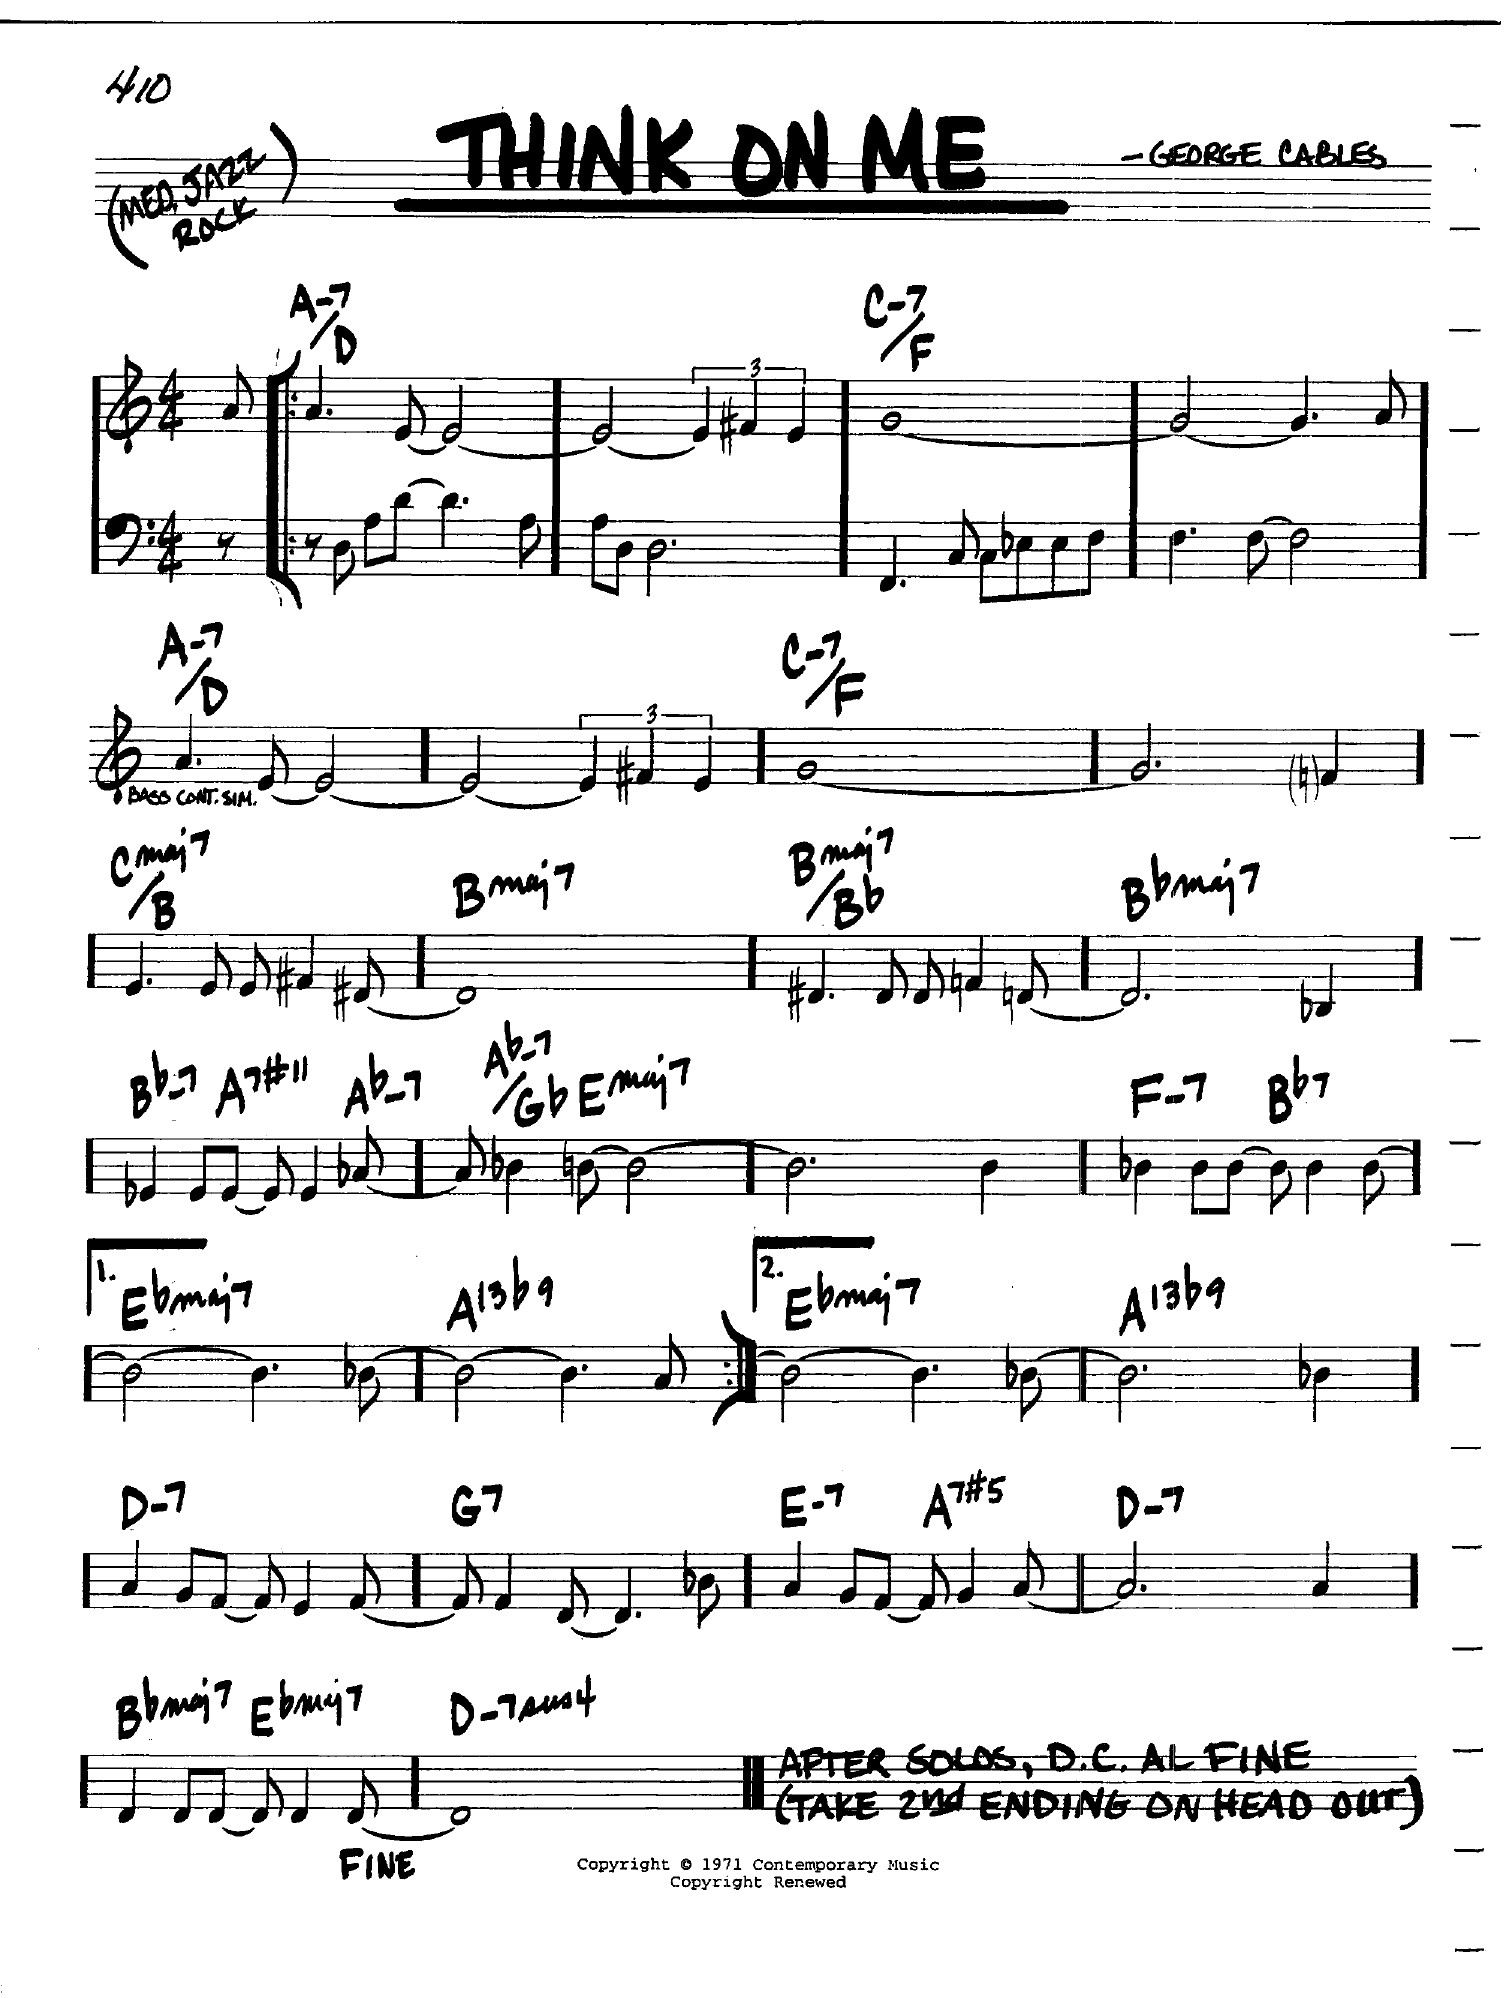 410
THINK ON ME
(MED. JAZZ
ROCK)
- GEORGE CABLES
A-7/D C-7/F
3
A-7/D C-7/F
3 3
BASS CONT. SIM.
Cmaj7/B Bmaj7 Bmaj7/Bb Bbmaj7
Bb-7 A7#11 Ab-7 Ab-7/Gb Emaj7 F-7 Bb7
1. 2.
Ebmaj7 A13b9 Ebmaj7 A13b9
D-7 G7 E-7 A7#5 D-7
Bbmaj7 Ebmaj7 D-7sus4
AFTER SOLOS, D.C. AL FINE
(TAKE 2nd ENDING ON HEAD OUT)
FINE
Copyright © 1971 Contemporary Music
Copyright Renewed